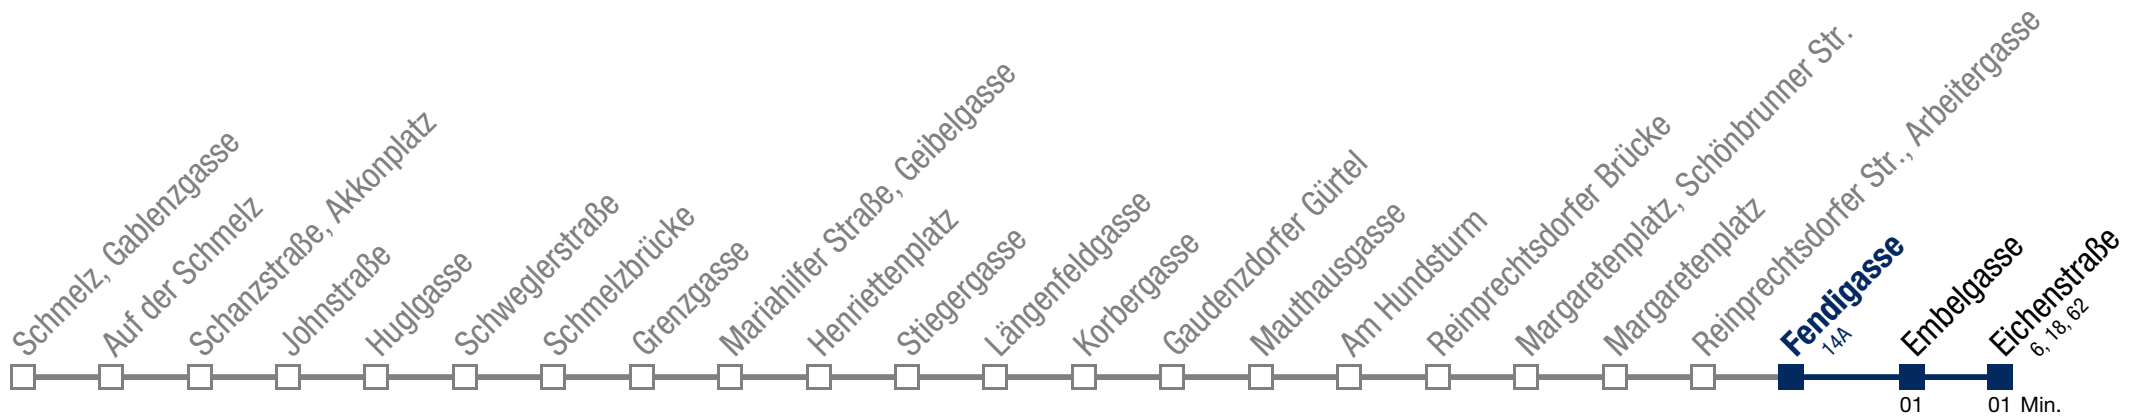 Schmelz, Gablenzgasse
Auf der Schmelz
Schanzstraße, Akkonplatz
Johnstraße
Huglgasse
Schweglerstraße
Schmelzbrücke
Grenzgasse
Mariahilfer Straße, Geibelgasse
Henriettenplatz
Stiegergasse
Längenfeldgasse
Korbergasse
Gaudenzdorfer Gürtel
Mauthausgasse
Am Hundsturm
Reinprechtsdorfer Brücke
Margaretenplatz, Schönbrunner Str.
Margaretenplatz
Reinprechtsdorfer Str., Arbeitergasse
Fendigasse
14A
Embelgasse
Eichenstraße
6, 18, 62
01
01 Min.